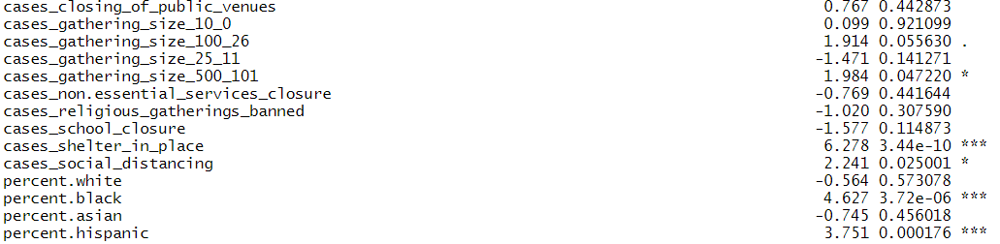 cases_closing_of_public_venues 0.767 0.442873
cases_gathering_size_10_0 0.099 0.921099
cases_gathering_size_100_26 1.914 0.055630 .
cases_gathering_size_25_11 -1.471 0.141271
cases_gathering_size_500_101 1.984 0.047220 *
cases_non.essential_services_closure -0.769 0.441644
cases_religious_gatherings_banned -1.020 0.307590
cases_school_closure -1.577 0.114873
cases_shelter_in_place 6.278 3.44e-10 ***
cases_social_distancing 2.241 0.025001 *
percent.white -0.564 0.573078
percent.black 4.627 3.72e-06 ***
percent.asian -0.745 0.456018
percent.hispanic 3.751 0.000176 ***